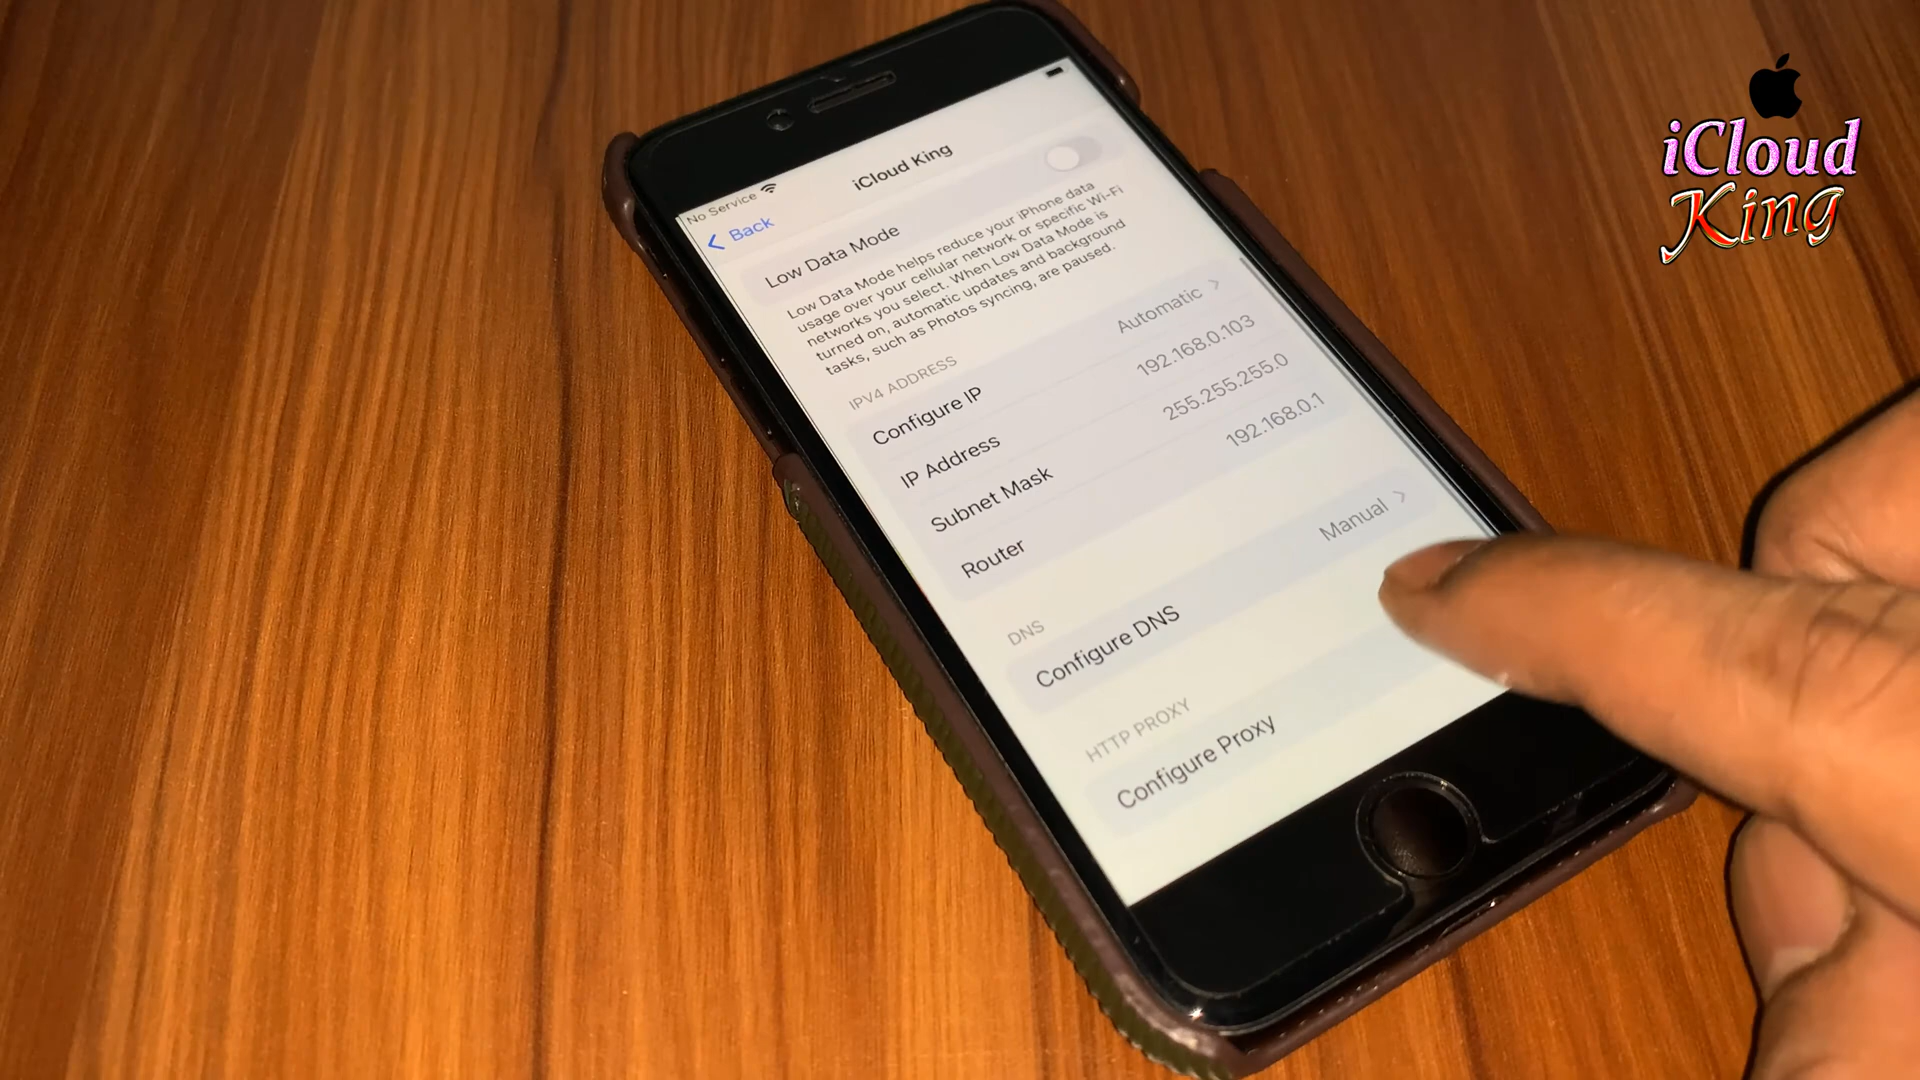 iCloud
King
No Service
iCloud King
Back
Low Data Mode
Low Data Mode helps reduce your iPhone data
usage over your cellular network or specific Wi-Fi
networks you select. When Low Data Mode is
turned on, automatic updates and background
tasks, such as Photos syncing, are paused.
IPV4 ADDRESS
Configure IP Automatic
IP Address 192.168.0.103
Subnet Mask 255.255.255.0
Router 192.168.0.1
DNS
Configure DNS Manual
HTTP PROXY
Configure Proxy